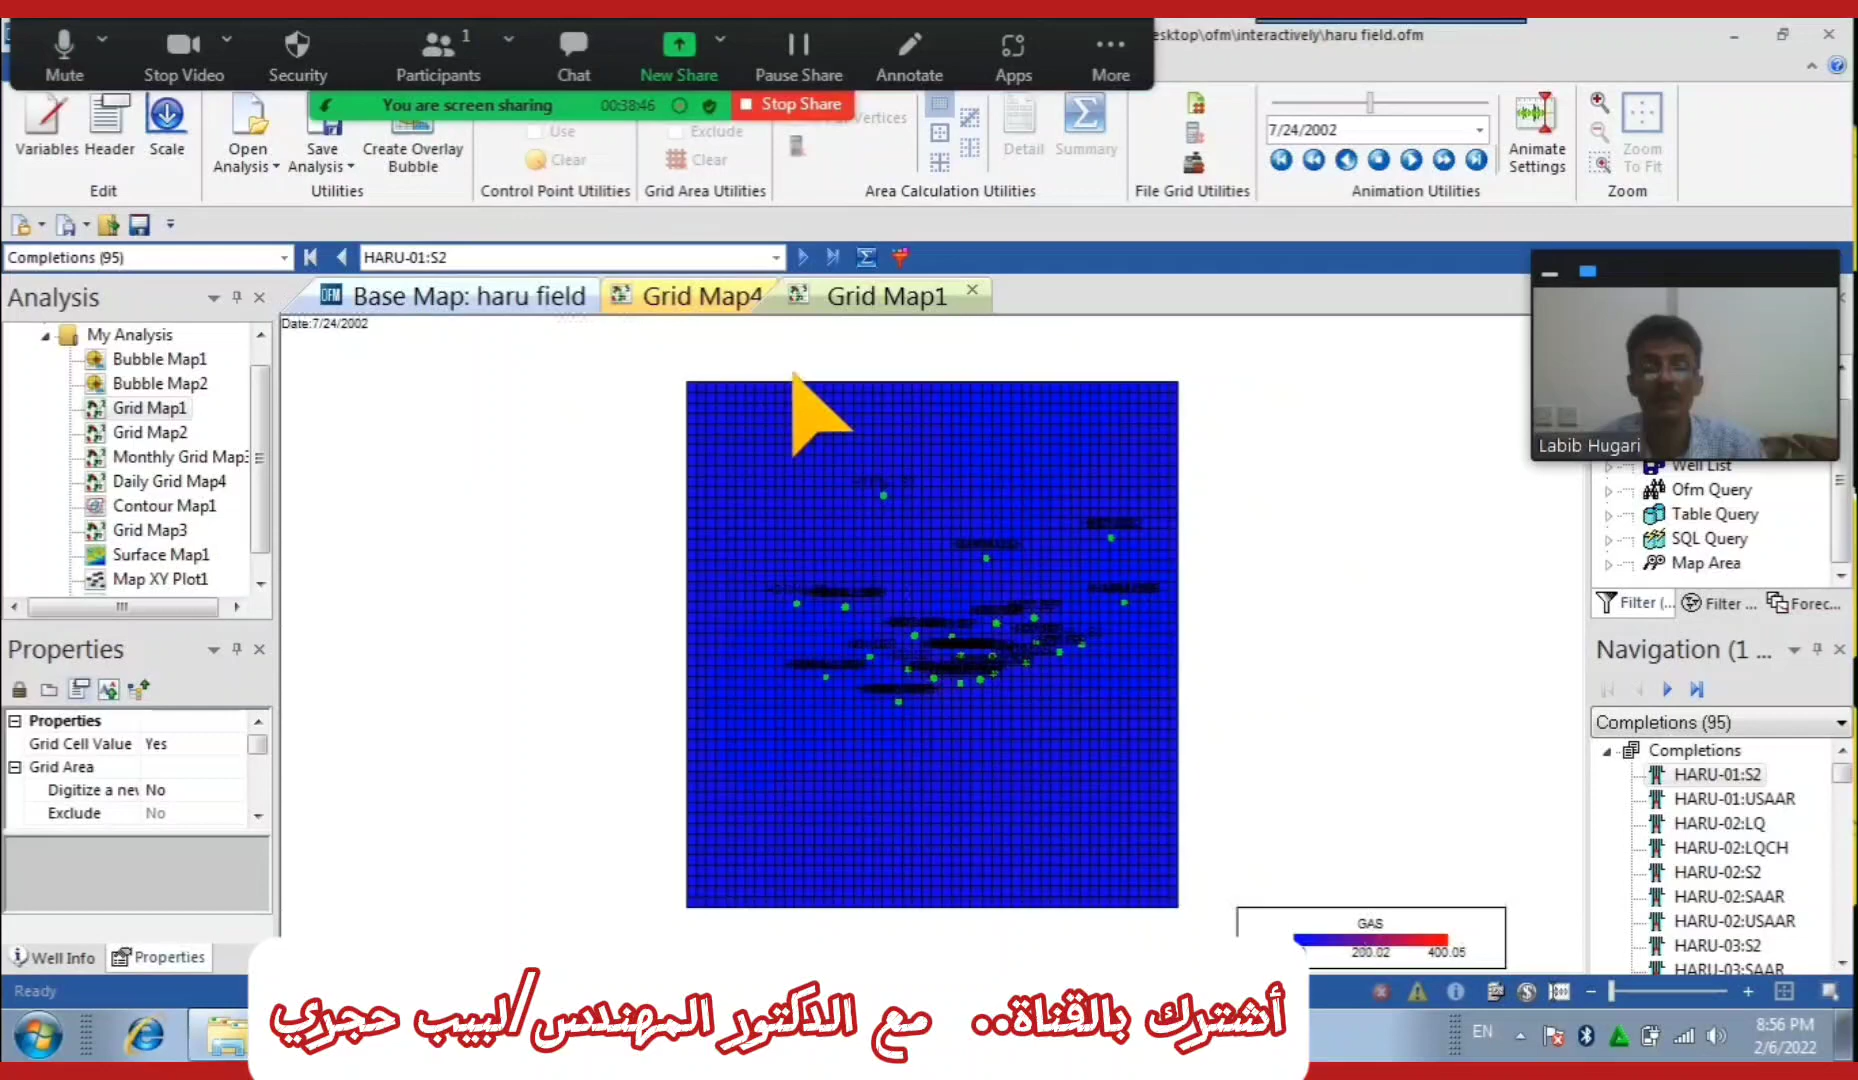 esktop\ofm\interactively\haru field.ofm
Mute
Stop Video
Security
Participants
1
Chat
New Share
Pause Share
Annotate
Apps
More
You are screen sharing
00:38:46
Stop Share
Variables
Header
Scale
Edit
Open Analysis
Save Analysis
Create Overlay Bubble
Utilities
Use
Clear
Control Point Utilities
Exclude
Clear
Grid Area Utilities
ertices
Detail
Summary
Area Calculation Utilities
File Grid Utilities
7/24/2002
Animation Utilities
Animate Settings
Zoom To Fit
Zoom
Completions (95)
HARU-01:S2
Analysis
My Analysis
Bubble Map1
Bubble Map2
Grid Map1
Grid Map2
Monthly Grid Map
Daily Grid Map4
Contour Map1
Grid Map3
Surface Map1
Map XY Plot1
Base Map: haru field
Grid Map4
Grid Map1
Date:7/24/2002
Labib Hugari
Well List
Ofm Query
Table Query
SQL Query
Map Area
Filter (...
Filter ...
Forec...
Properties
Properties
Grid Cell Value Yes
Grid Area
Digitize a nev No
Exclude No
Well Info
Properties
Navigation (1 ...
Completions (95)
Completions
HARU-01:S2
HARU-01:USAAR
HARU-02:LQ
HARU-02:LQCH
HARU-02:S2
HARU-02:SAAR
HARU-02:USAAR
HARU-03:S2
HARU-03:SAAR
GAS
200.02
400.05
Ready
أشترك بالقناة.. مع الدكتور المهندس/لبيب حجري
EN
8:56 PM
2/6/2022